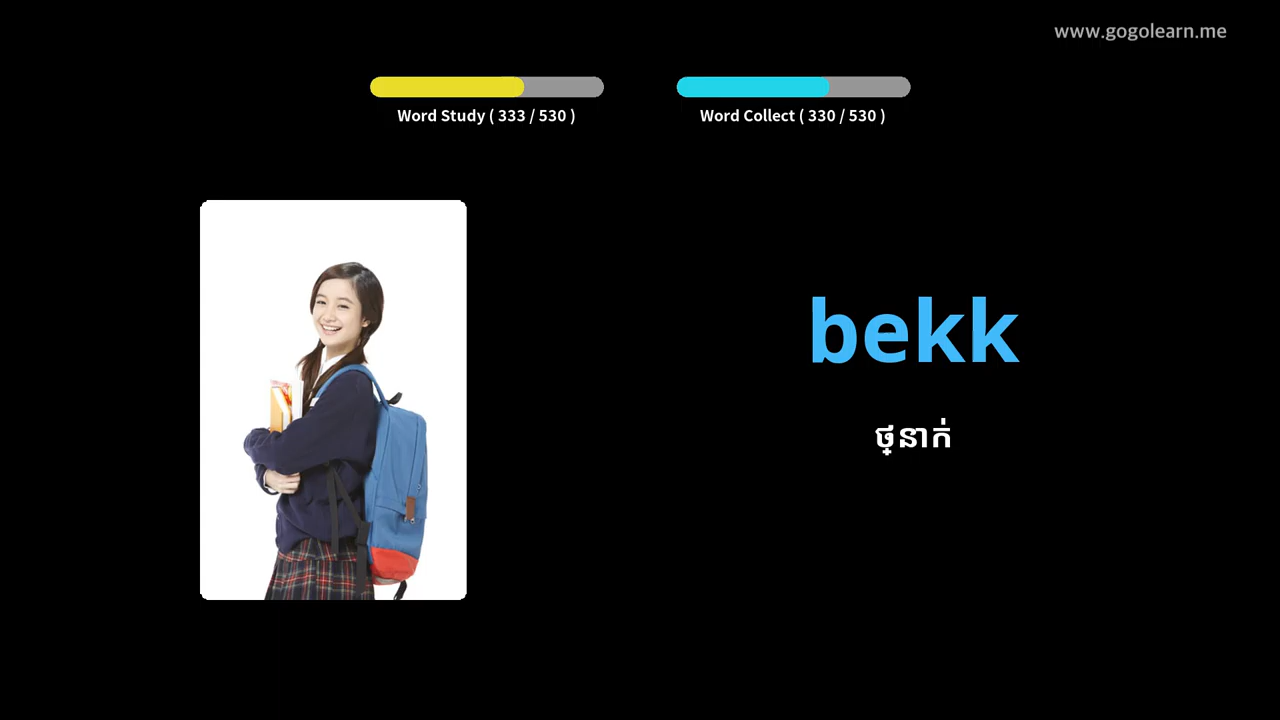 www.gogolearn.me
Word Study ( 333 / 530 )
Word Collect ( 330 / 530 )
bekk
ថ្នាក់